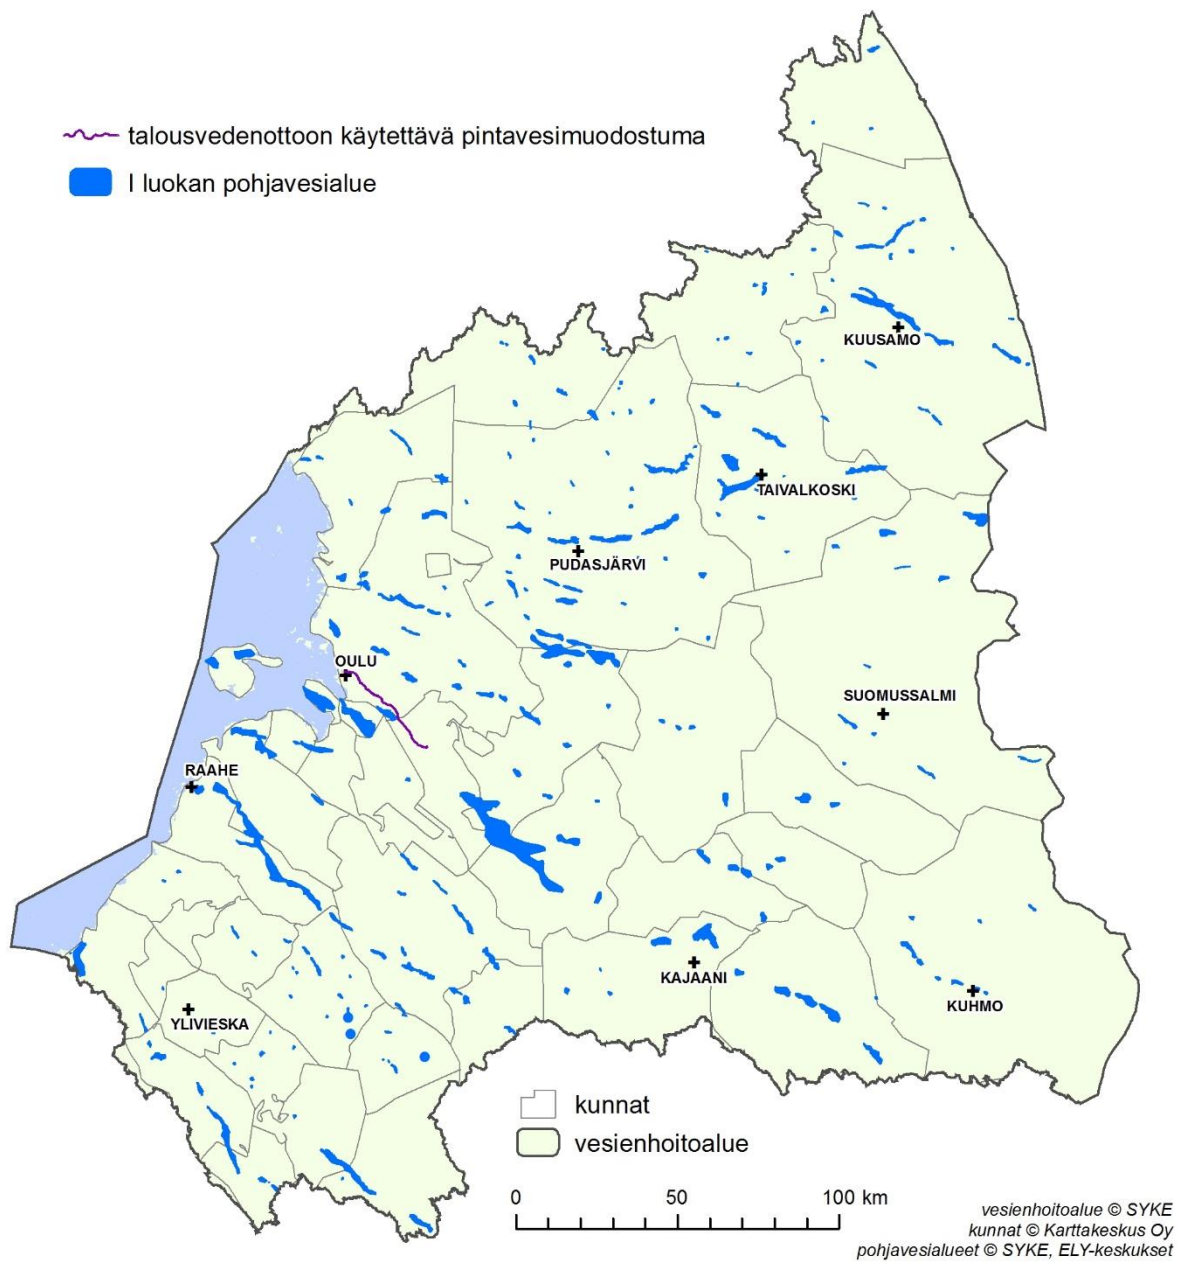 talousvedenottoon käytettävä pintavesimuodostuma
I luokan pohjavesialue
KUUSAMO
TAIVALKOSKI
PUDASJÄRVI
OULU
SUOMUSSALMI
RAAHE
KAJAANI
KUHMO
YLIVIESKA
kunnat
vesienhoitoalue
0 50 100 km
vesienhoitoalue © SYKE
kunnat © Karttakeskus Oy
pohjavesialueet © SYKE, ELY-keskukset